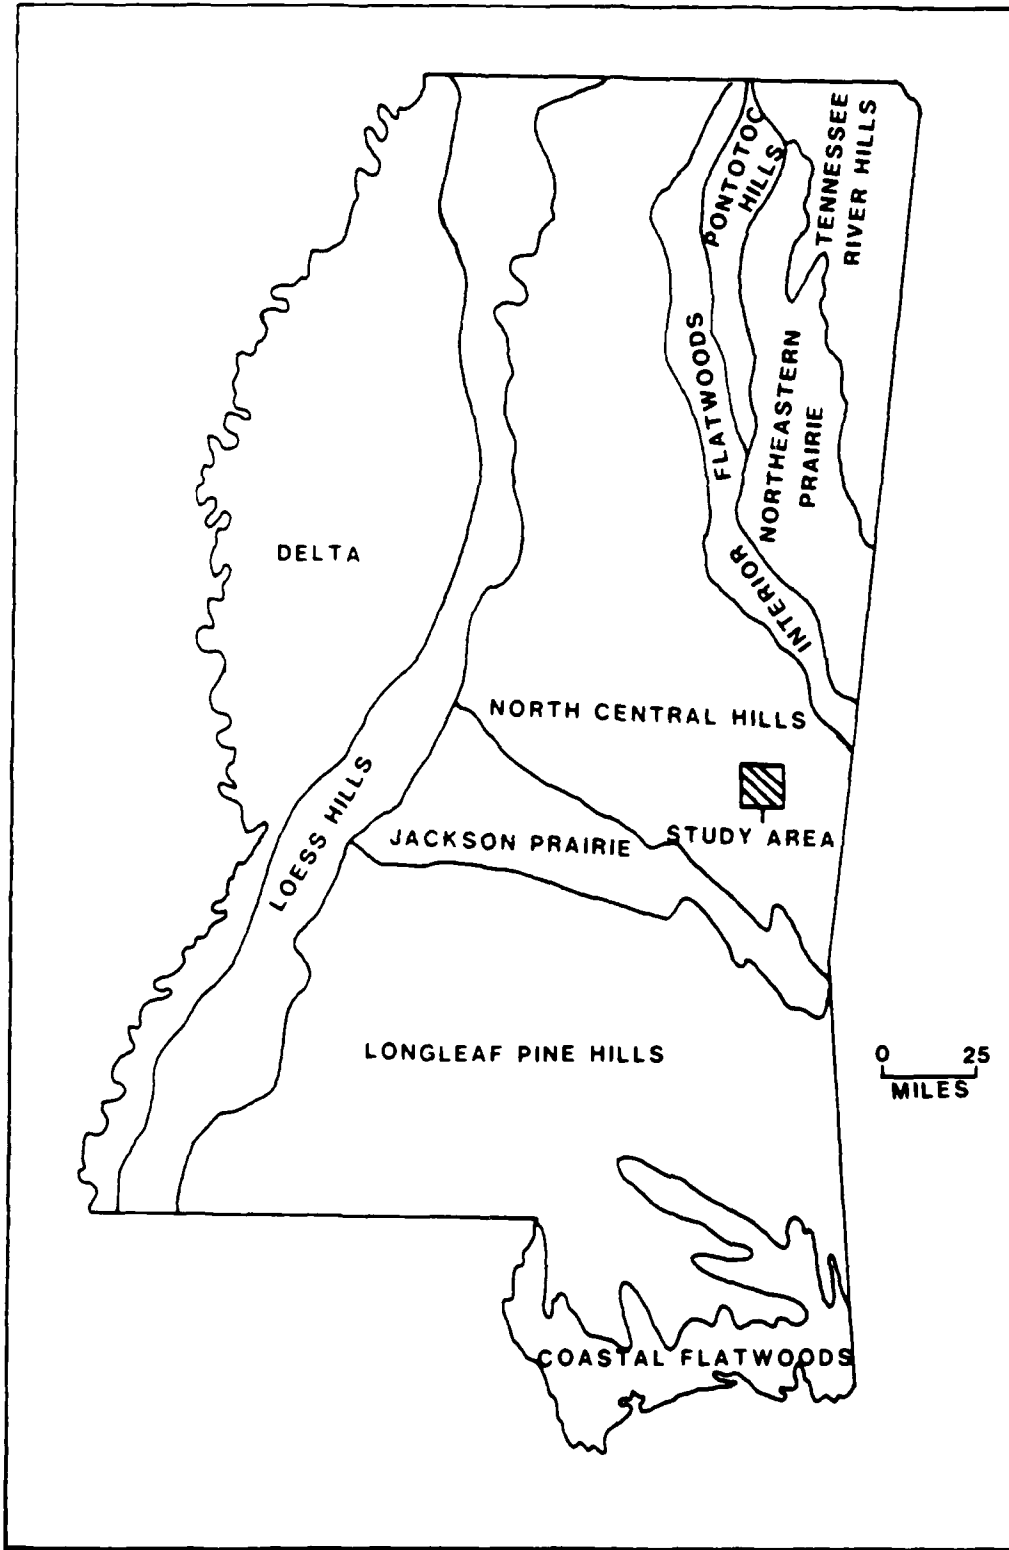 TENNESSEE
RIVER HILLS
PONTOTOC
HILLS
FLATWOODS
NORTHEASTERN
PRAIRIE
DELTA
INTERIOR
NORTH CENTRAL HILLS
LOESS HILLS
JACKSON PRAIRIE
STUDY AREA
LONGLEAF PINE HILLS
0 25
MILES
COASTAL FLATWOODS